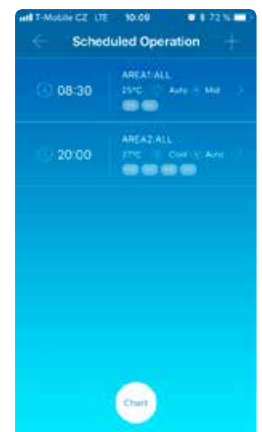 T-Mobile CZ LTE 10:09 72 %
Scheduled Operation
AREA1:ALL
08:30 25°C Auto Mid
AREA2:ALL
20:00 27°C Cool Auto
Chart